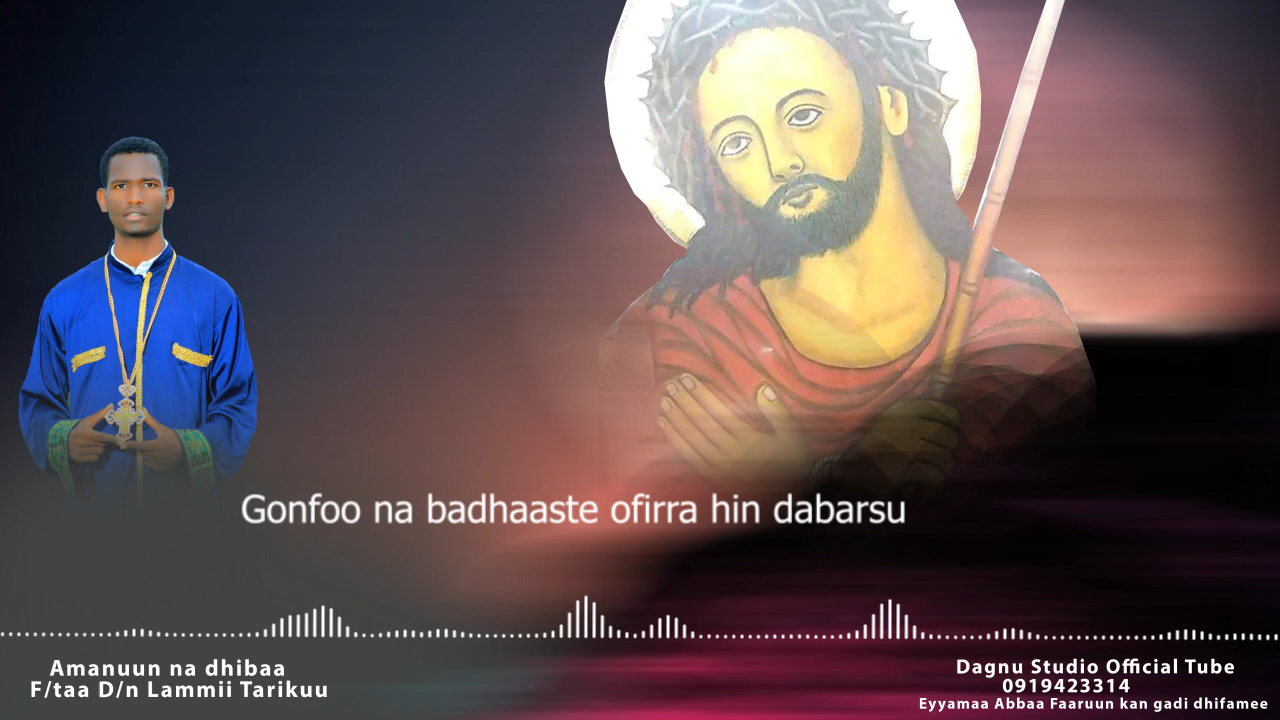 Gonfoo na badhaaste ofirra hin dabarsu
Amanuun na dhibaa
F/taa D/n Lammii Tarikuu
Dagnu Studio Official Tube
0919423314
Eyyamaa Abbaa Faaruun kan gadi dhifamee